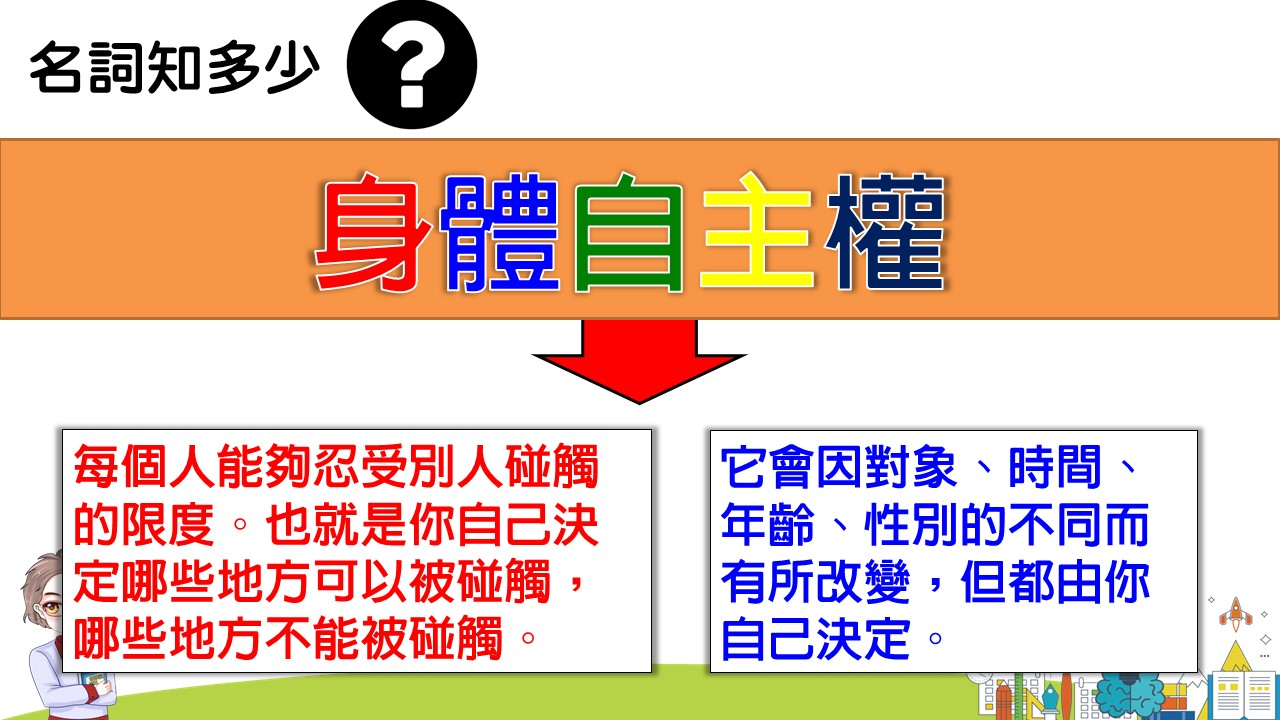 名詞知多少
?
身體自主權
每個人能夠忍受別人碰觸
的限度。也就是你自己決
定哪些地方可以被碰觸，
哪些地方不能被碰觸。
它會因對象、時間、
年齡、性別的不同而
有所改變，但都由你
自己決定。